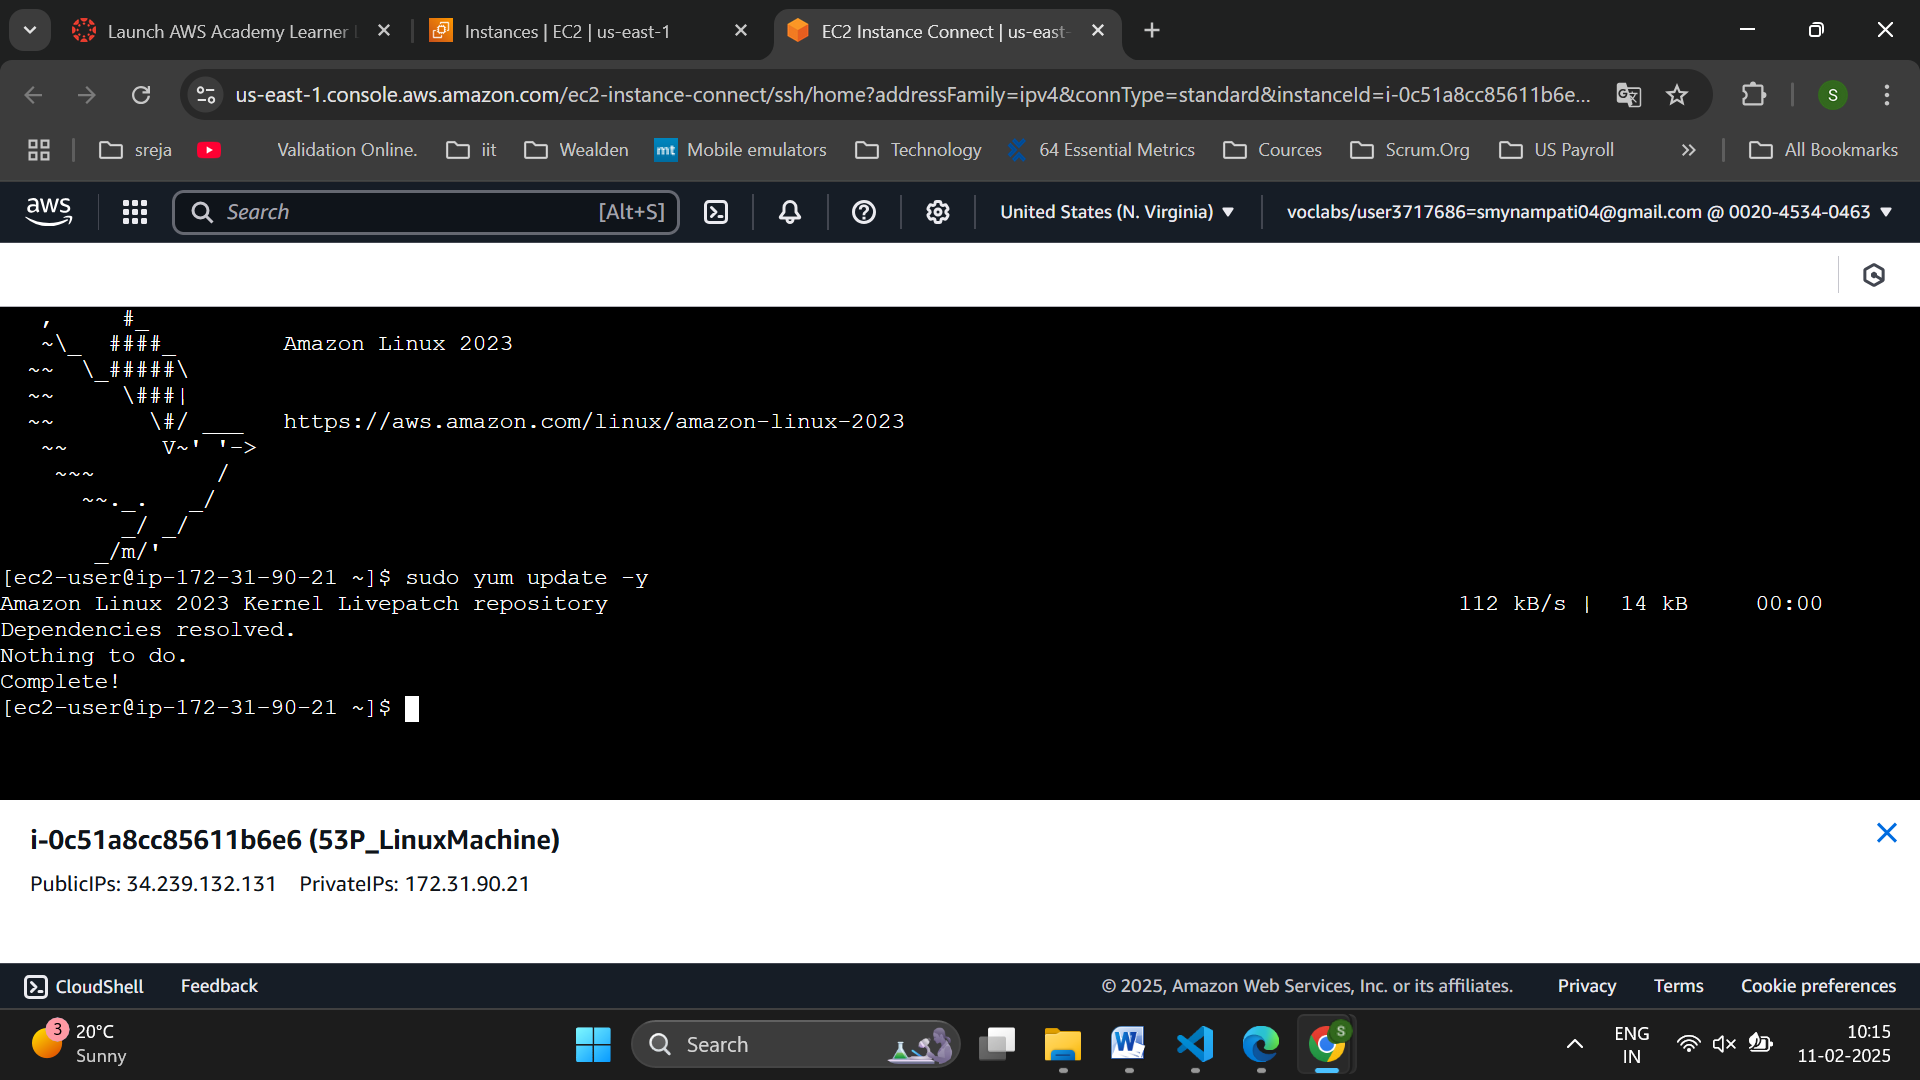 Launch AWS Academy Learner L
Instances | EC2 | us-east-1
EC2 Instance Connect | us-east-
us-east-1.console.aws.amazon.com/ec2-instance-connect/ssh/home?addressFamily=ipv4&connType=standard&instanceId=i-0c51a8cc85611b6e...
S
sreja
Validation Online.
iit
Wealden
mt Mobile emulators
Technology
64 Essential Metrics
Cources
Scrum.Org
US Payroll
All Bookmarks
aws
Search [Alt+S]
United States (N. Virginia)
voclabs/user3717686=smynampati04@gmail.com @ 0020-4534-0463
   ,     #_
   ~\_  ####_        Amazon Linux 2023
  ~~  \_#####\
  ~~     \###|
  ~~       \#/ ___   https://aws.amazon.com/linux/amazon-linux-2023
   ~~       V~' '->
    ~~~         /
      ~~._.   _/
         _/ _/
       _/m/'
[ec2-user@ip-172-31-90-21 ~]$ sudo yum update -y
Amazon Linux 2023 Kernel Livepatch repository 112 kB/s | 14 kB 00:00
Dependencies resolved.
Nothing to do.
Complete!
[ec2-user@ip-172-31-90-21 ~]$
i-0c51a8cc85611b6e6 (53P_LinuxMachine)
PublicIPs: 34.239.132.131 PrivateIPs: 172.31.90.21
CloudShell
Feedback
© 2025, Amazon Web Services, Inc. or its affiliates.
Privacy
Terms
Cookie preferences
3
20°C
Sunny
Search
W
S
ENG
IN
10:15
11-02-2025